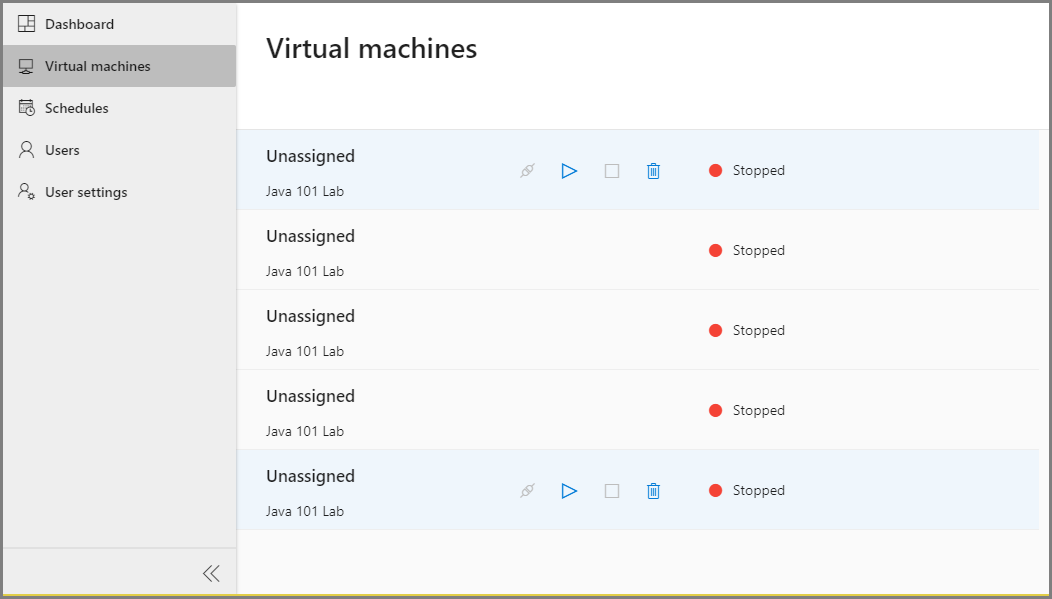 Dashboard
Virtual machines
Schedules
Users
User settings
Virtual machines
Unassigned
Java 101 Lab
Stopped
Unassigned
Java 101 Lab
Stopped
Unassigned
Java 101 Lab
Stopped
Unassigned
Java 101 Lab
Stopped
Unassigned
Java 101 Lab
Stopped